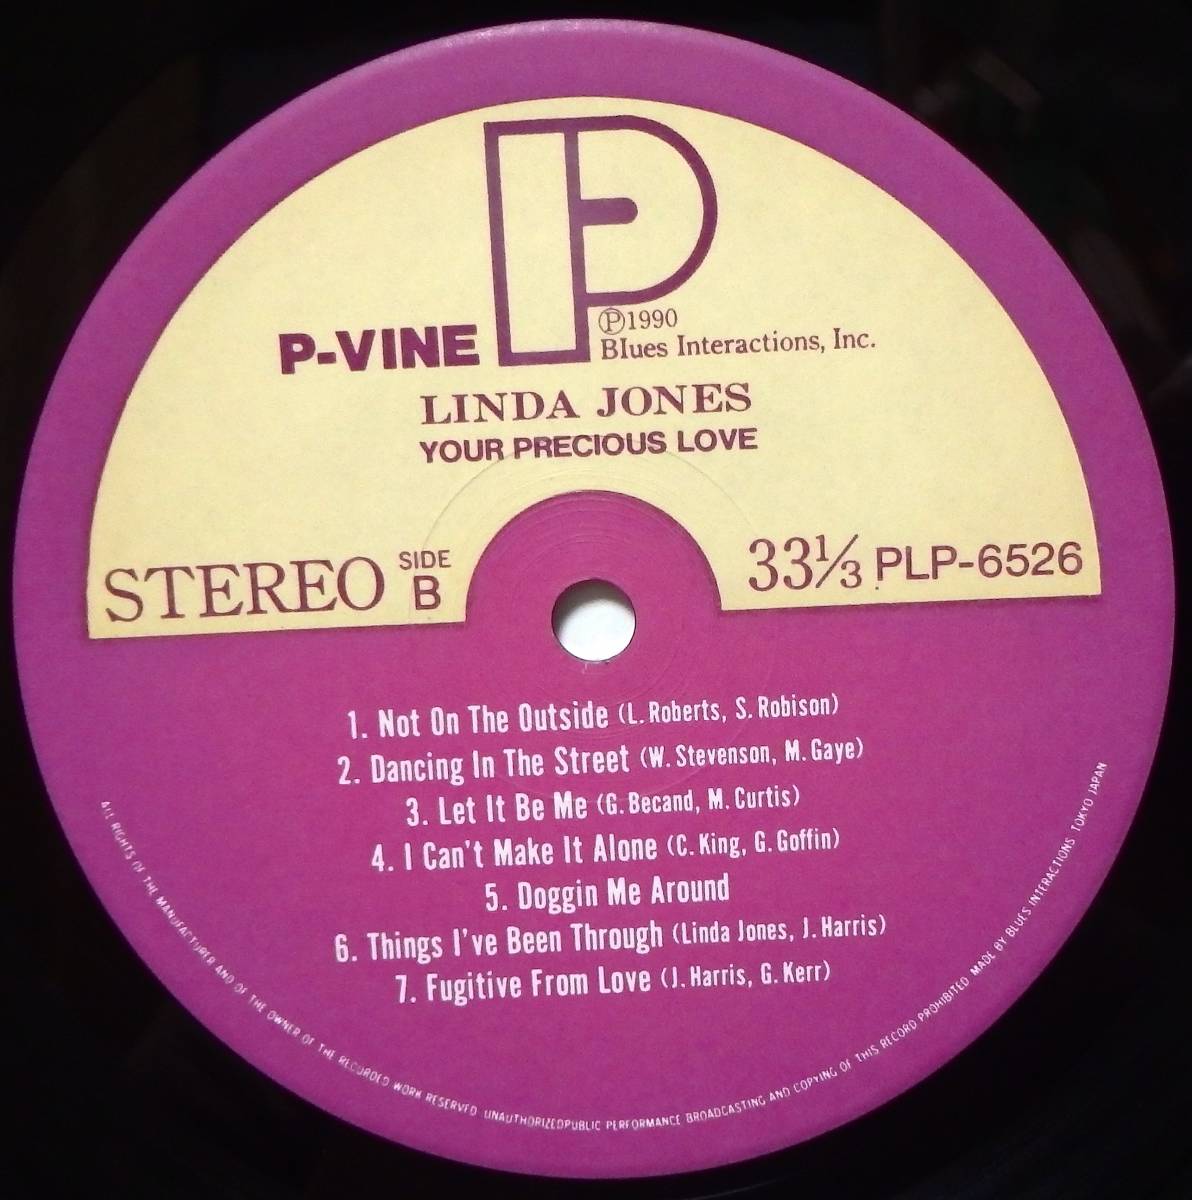 P
P-VINE
℗1990
Blues Interactions, Inc.
LINDA JONES
YOUR PRECIOUS LOVE
STEREO SIDE B
33⅓ PLP-6526
1. Not On The Outside (L. Roberts, S. Robison)
2. Dancing In The Street (W. Stevenson, M. Gaye)
3. Let It Be Me (G. Becand, M. Curtis)
4. I Can't Make It Alone (C. King, G. Goffin)
5. Doggin Me Around
6. Things I've Been Through (Linda Jones, J. Harris)
7. Fugitive From Love (J. Harris, G. Kerr)
ALL RIGHTS OF THE MANUFACTURER AND OF THE OWNER OF THE RECORDED WORK RESERVED UNAUTHORIZEDPUBLIC PERFORMANCE BROADCASTING AND COPYING OF THIS RECORD PROHIBITED MADE BY BLUES INTERACTIONS TOKYO JAPAN